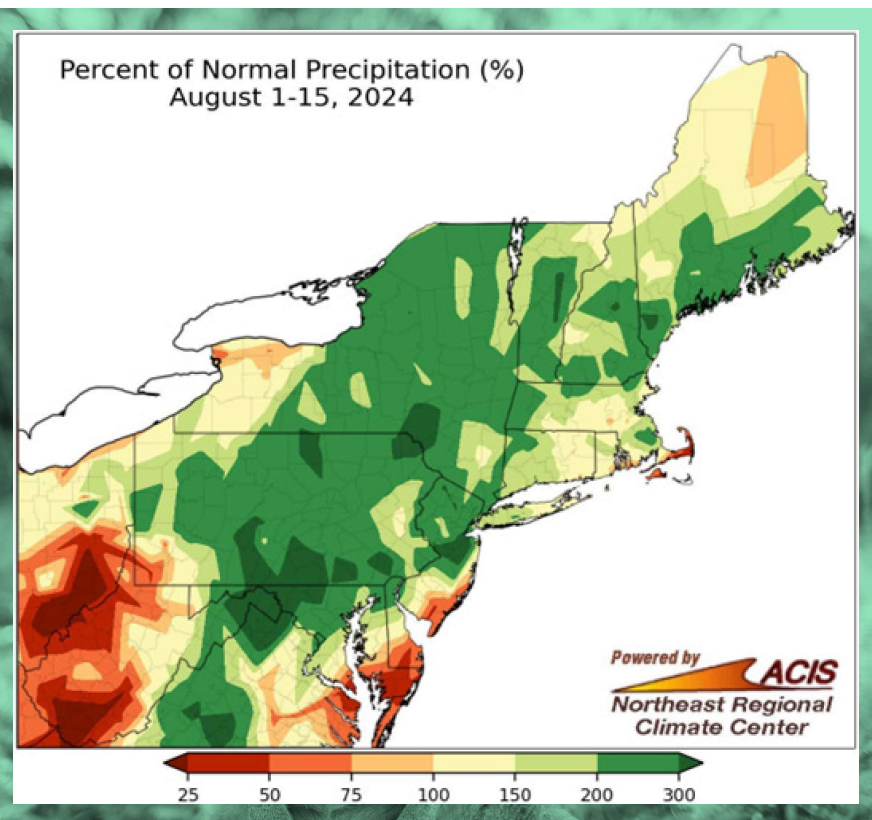 Percent of Normal Precipitation (%)
August 1-15, 2024
Powered by
ACIS
Northeast Regional
Climate Center
25 50 75 100 150 200 300